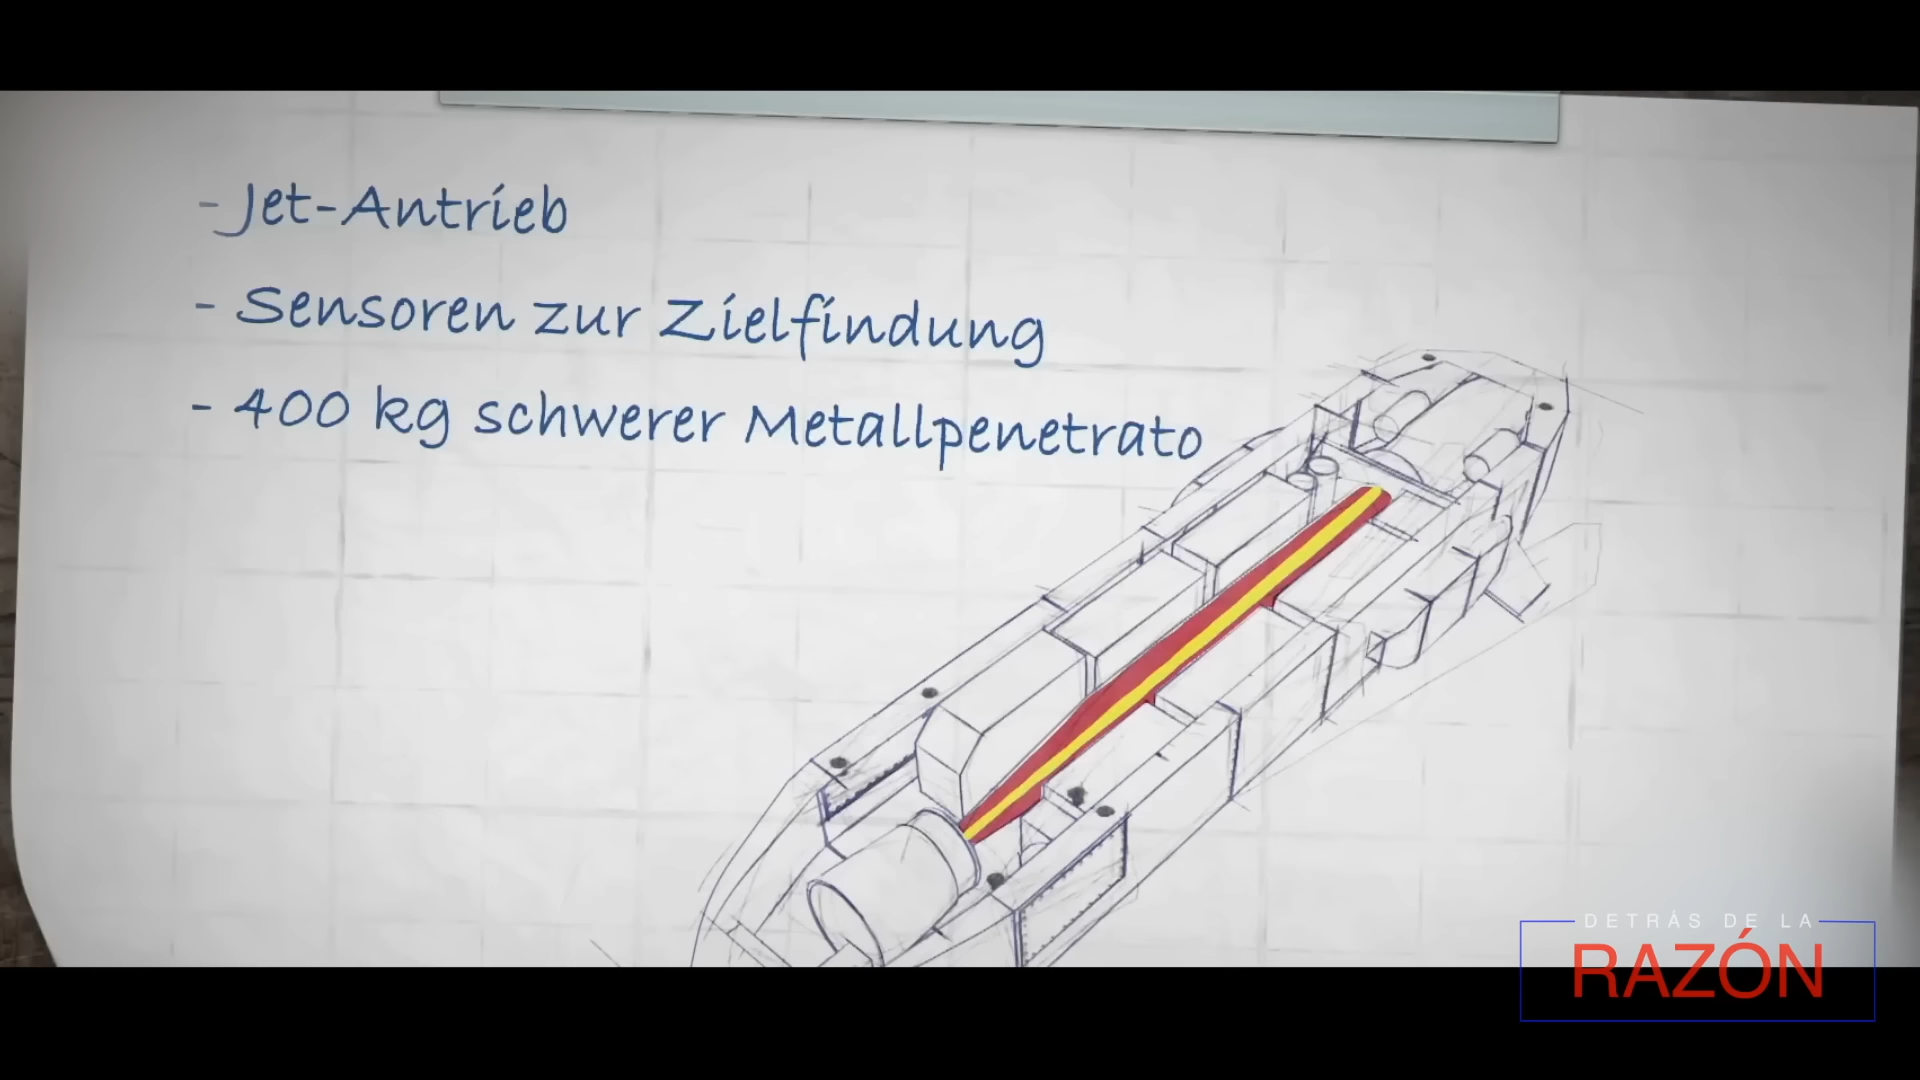 - Jet-Antrieb
- Sensoren zur Zielfindung
- 400 kg schwerer Metallpenetrato
DETRÁS DE LA
RAZÓN